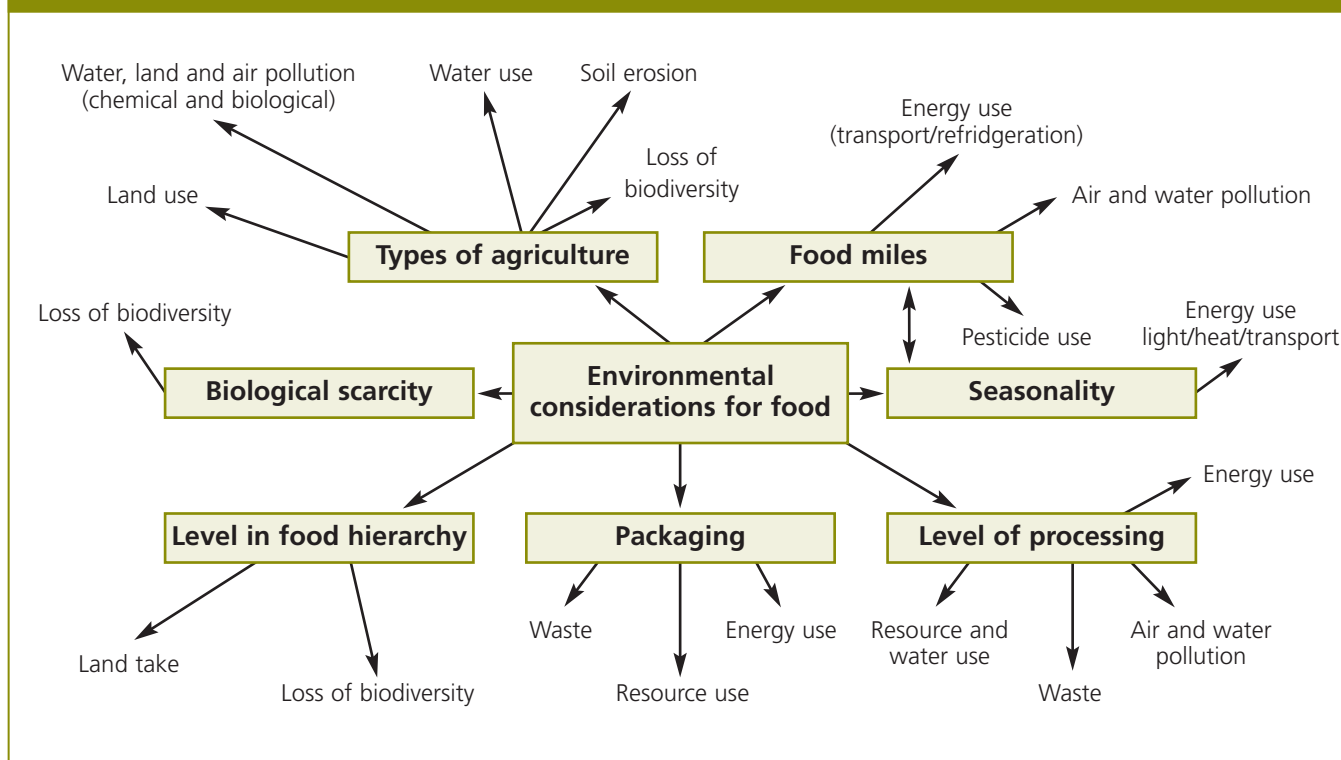 Water, land and air pollution
(chemical and biological)
Water use
Soil erosion
Energy use
(transport/refridgeration)
Loss of
biodiversity
Land use
Air and water pollution
Types of agriculture
Food miles
Loss of biodiversity
Pesticide use
Energy use
light/heat/transport
Biological scarcity
Environmental
considerations for food
Seasonality
Energy use
Level in food hierarchy
Packaging
Level of processing
Land take
Loss of biodiversity
Waste
Resource use
Energy use
Resource and
water use
Waste
Air and water
pollution